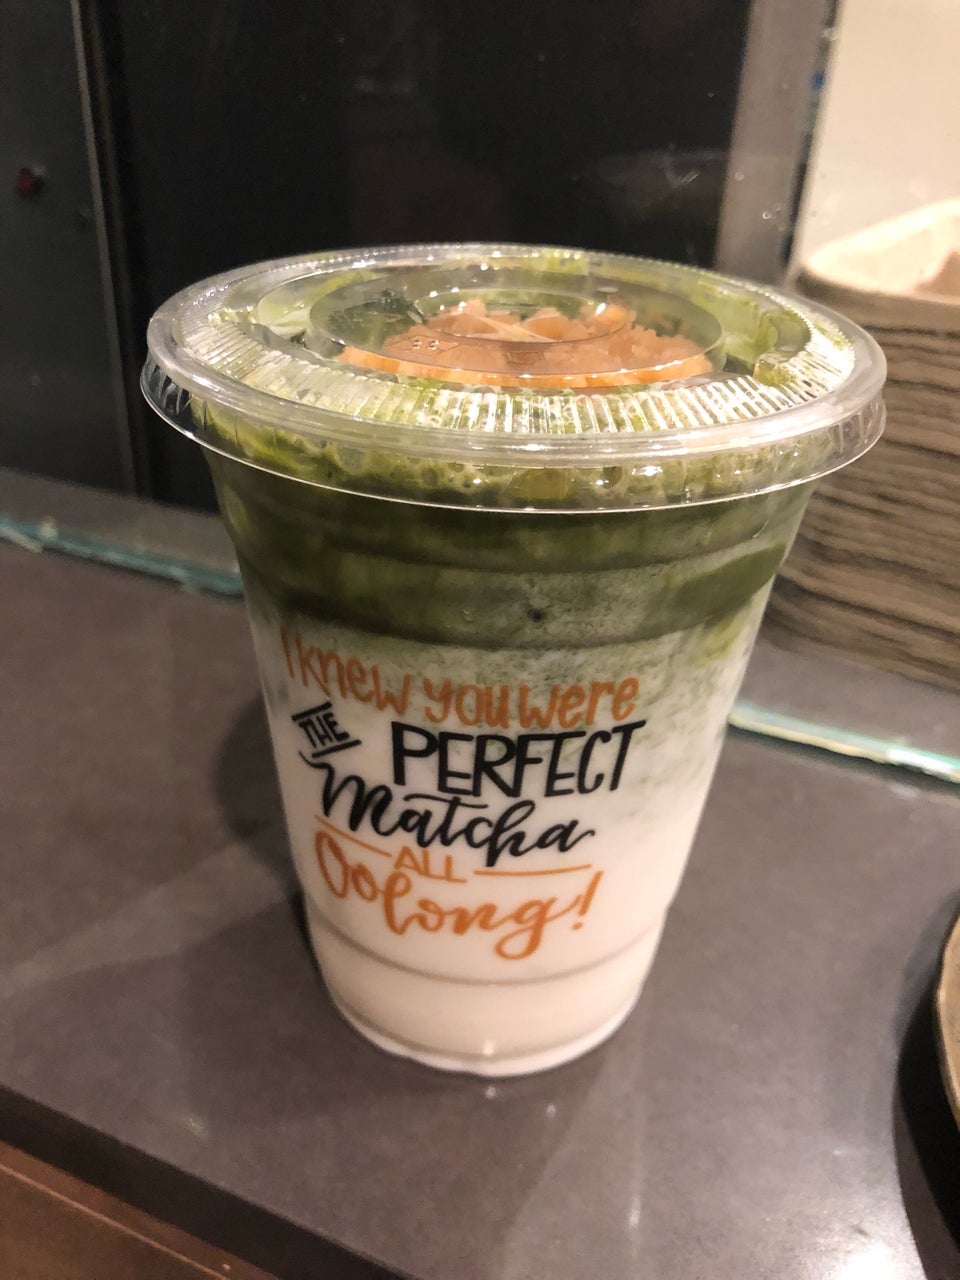 I knew you were
THE PERFECT
Matcha
ALL
Oolong!